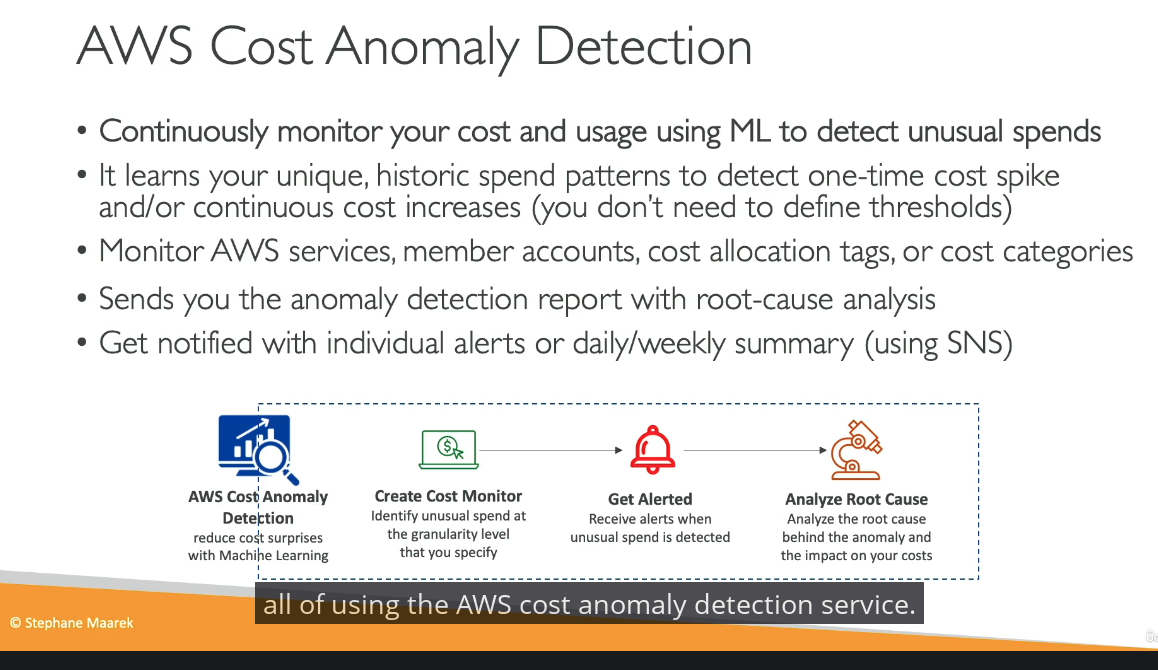 AWS Cost Anomaly Detection
• Continuously monitor your cost and usage using ML to detect unusual spends
• It learns your unique, historic spend patterns to detect one-time cost spike
and/or continuous cost increases (you don't need to define thresholds)
• Monitor AWS services, member accounts, cost allocation tags, or cost categories
• Sends you the anomaly detection report with root-cause analysis
• Get notified with individual alerts or daily/weekly summary (using SNS)
AWS Cost Anomaly
Detection
reduce cost surprises
with Machine Learning
Create Cost Monitor
Identify unusual spend at
the granularity level
that you specify
Get Alerted
Receive alerts when
unusual spend is detected
Analyze Root Cause
Analyze the root cause
behind the anomaly and
the impact on your costs
all of using the AWS cost anomaly detection service.
© Stephane Maarek